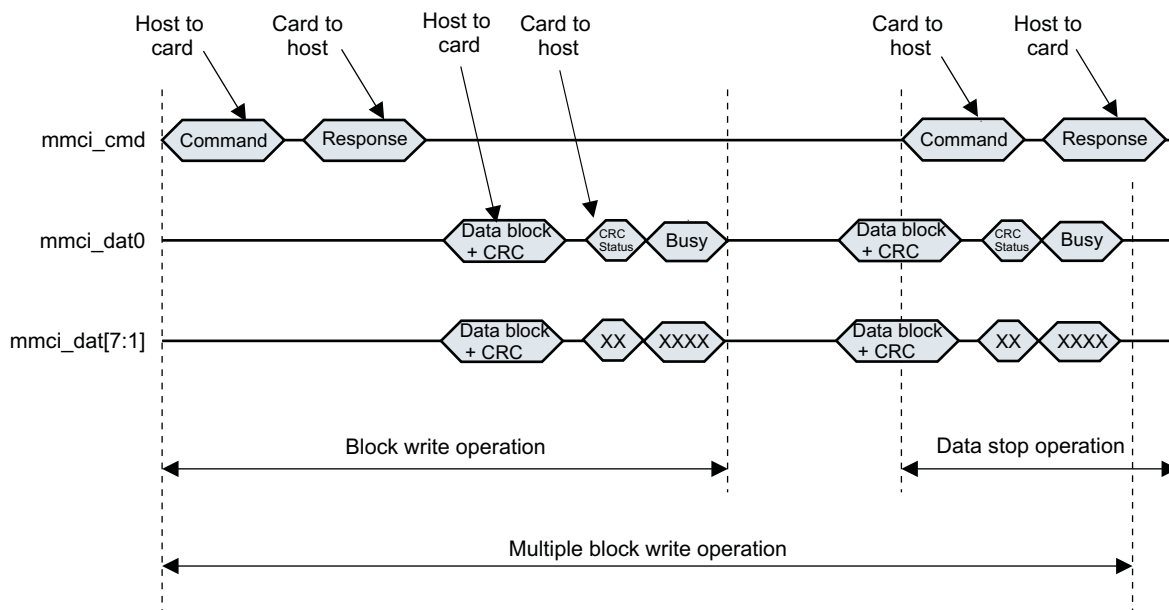 Host to card
Card to host
Host to card
Card to host
Card to host
Host to card
mmci_cmd
Command
Response
Command
Response
mmci_dat0
Data block + CRC
CRC Status
Busy
Data block + CRC
CRC Status
Busy
mmci_dat[7:1]
Data block + CRC
XX
XXXX
Data block + CRC
XX
XXXX
Block write operation
Data stop operation
Multiple block write operation